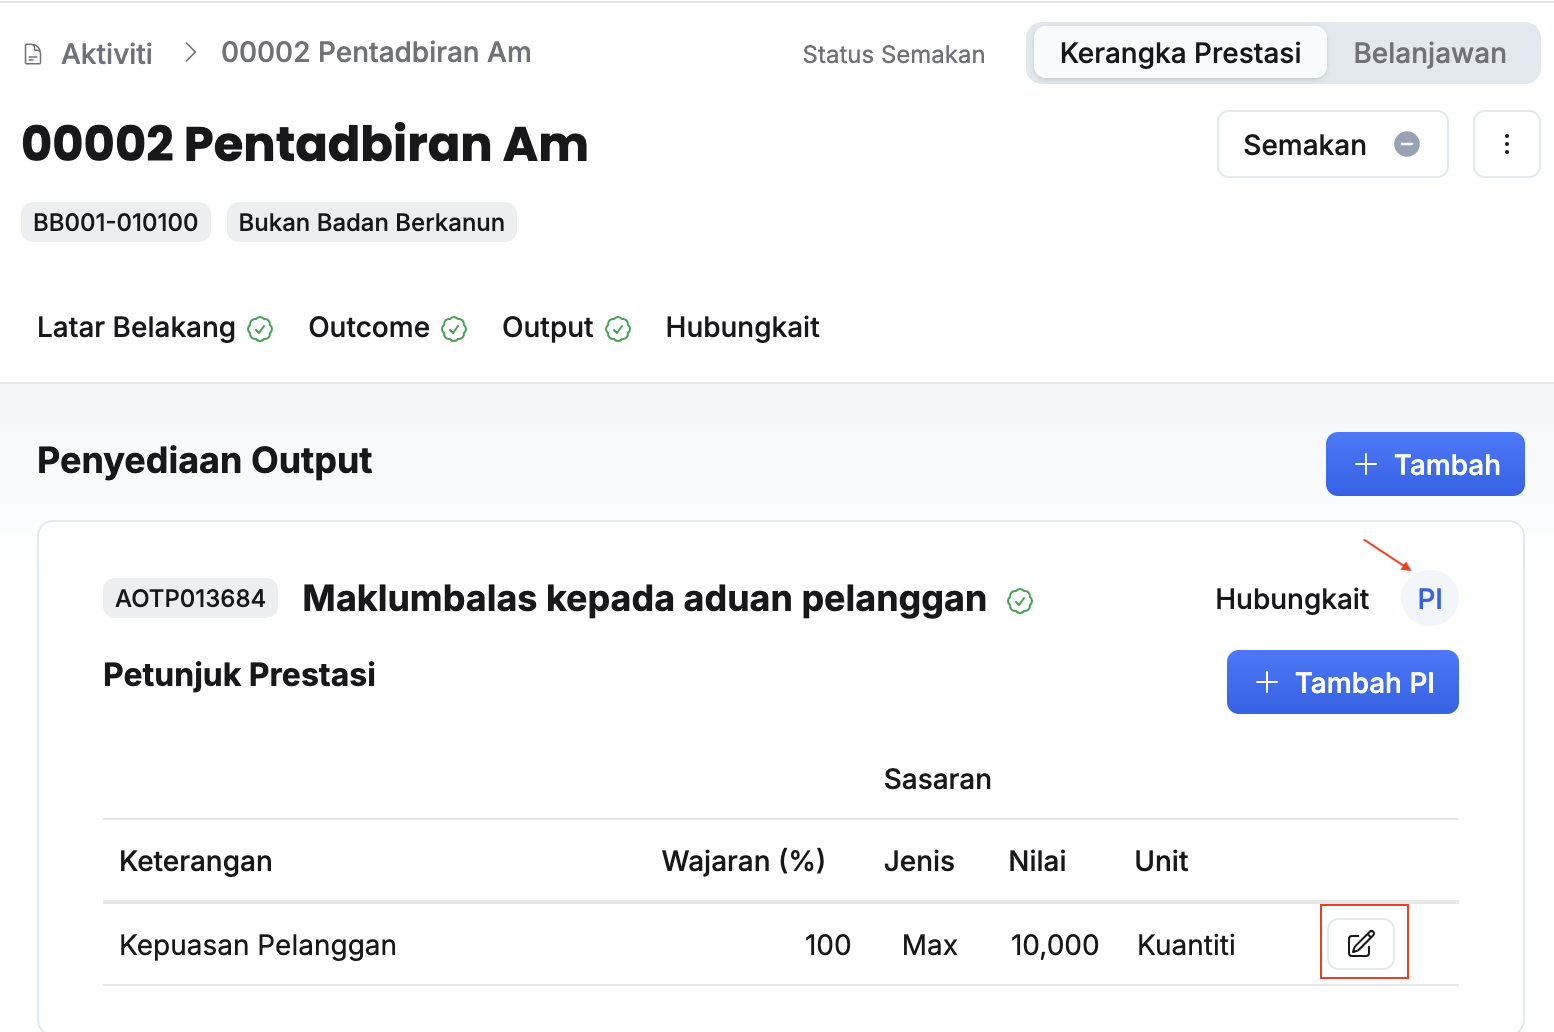 Aktiviti > 00002 Pentadbiran Am
Status Semakan
Kerangka Prestasi
Belanjawan
00002 Pentadbiran Am
Semakan
BB001-010100
Bukan Badan Berkanun
Latar Belakang
Outcome
Output
Hubungkait
Penyediaan Output
+ Tambah
AOTP013684
Maklumbalas kepada aduan pelanggan
Hubungkait
PI
Petunjuk Prestasi
+ Tambah PI
Sasaran
Keterangan Wajaran (%) Jenis Nilai Unit
Kepuasan Pelanggan 100 Max 10,000 Kuantiti